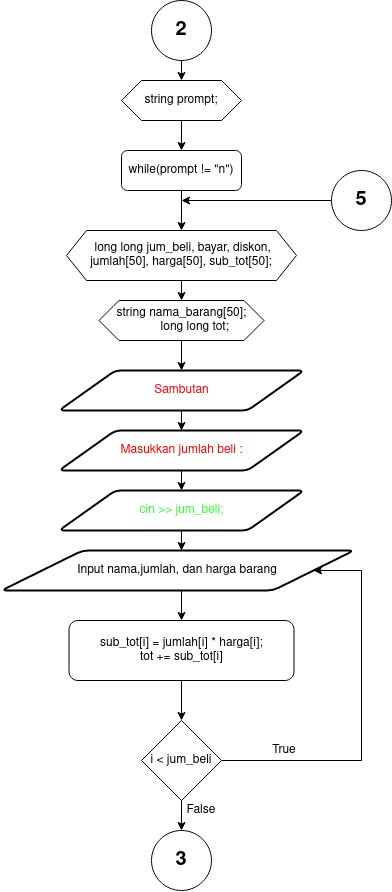 2
string prompt;
while(prompt != "n")
5
long long jum_beli, bayar, diskon,
jumlah[50], harga[50], sub_tot[50];
string nama_barang[50];
long long tot;
Sambutan
Masukkan jumlah beli :
cin >> jum_beli;
Input nama,jumlah, dan harga barang
sub_tot[i] = jumlah[i] * harga[i];
tot += sub_tot[i]
i < jum_beli
True
False
3